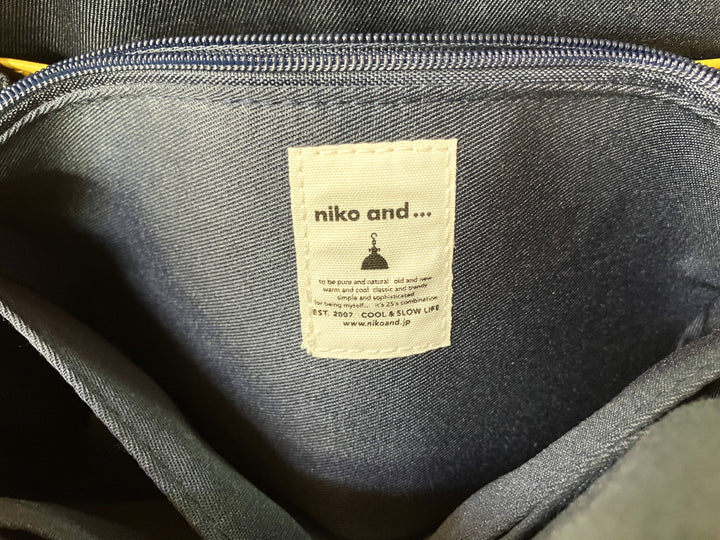 niko and...
to be pure and natural  old and new
warm and cool  classic and trendy
simple and sophisticated
for being myself...  it's 25's combination
EST. 2007  COOL & SLOW LIFE
www.nikoand.jp